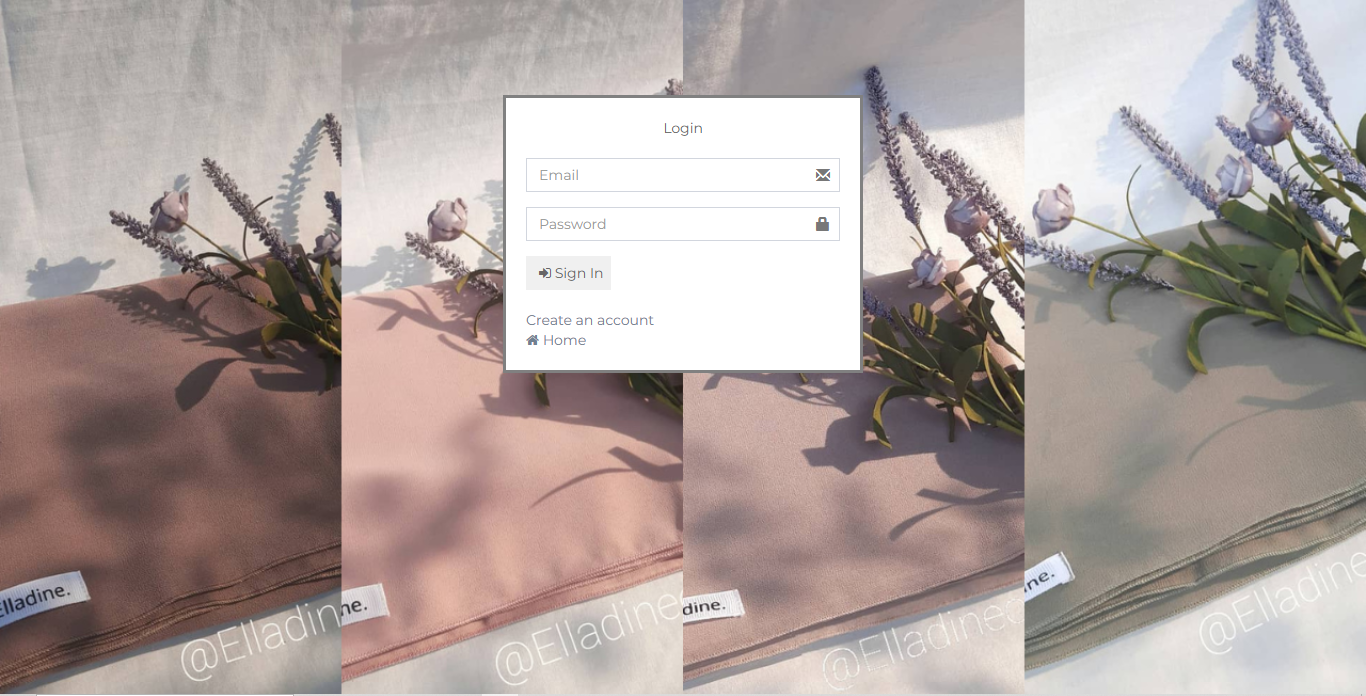 Login
Email
Password
Sign In
Create an account
Home
Elladine.
ne.
dine.
ine.
@Elladin
@Elladine
@Elladine
@Elladine